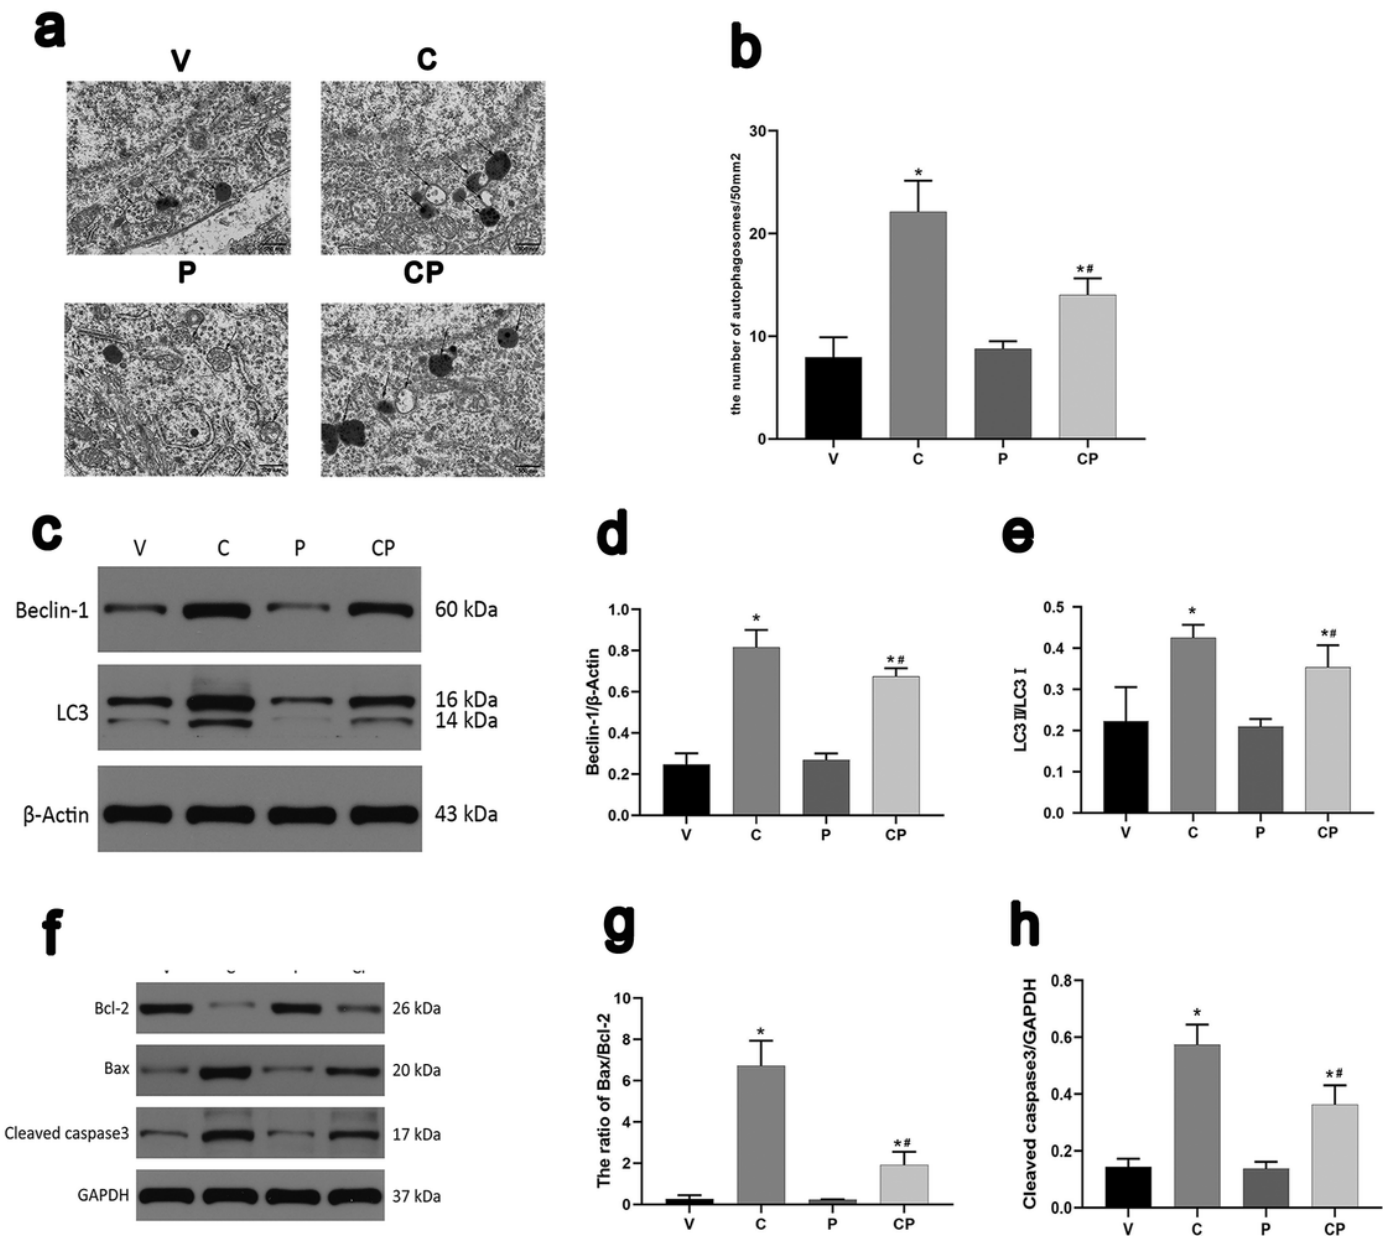 a
V C
P CP
b
the number of autophagosomes/50mm2
30
20
10
0
*
*#
V C P CP
c
V C P CP
Beclin-1 60 kDa
LC3 16 kDa
14 kDa
β-Actin 43 kDa
d
Beclin-1/β-Actin
1.0
0.8
0.6
0.4
0.2
0.0
*
*#
V C P CP
e
LC3 Ⅱ/LC3 Ⅰ
0.5
0.4
0.3
0.2
0.1
0.0
*
*#
V C P CP
f
Bcl-2 26 kDa
Bax 20 kDa
Cleaved caspase3 17 kDa
GAPDH 37 kDa
g
The ratio of Bax/Bcl-2
10
8
6
4
2
0
*
*#
V C P CP
h
Cleaved caspase3/GAPDH
0.8
0.6
0.4
0.2
0.0
*
*#
V C P CP